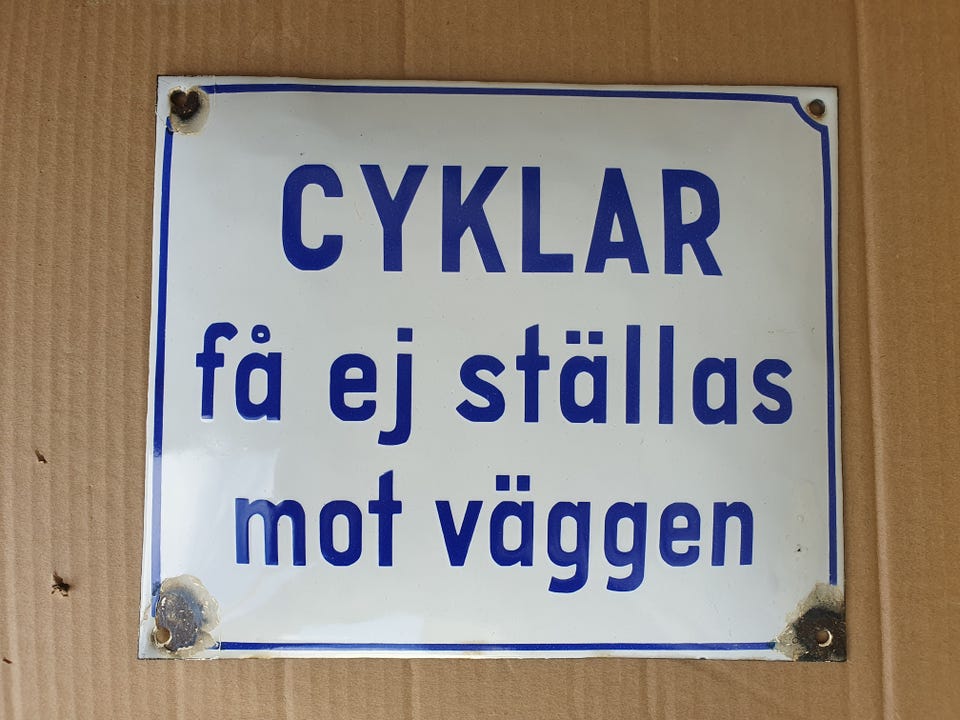 CYKLAR
få ej ställas
mot väggen